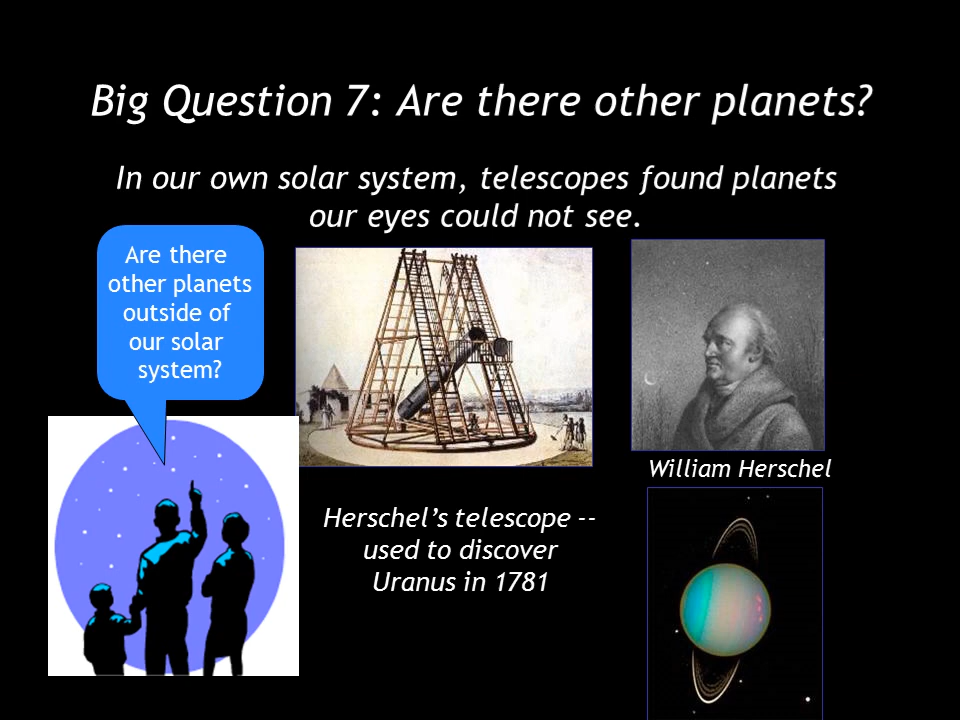 Big Question 7: Are there other planets?
In our own solar system, telescopes found planets
our eyes could not see.
Are there
other planets
outside of
our solar
system?
William Herschel
Herschel’s telescope --
used to discover
Uranus in 1781